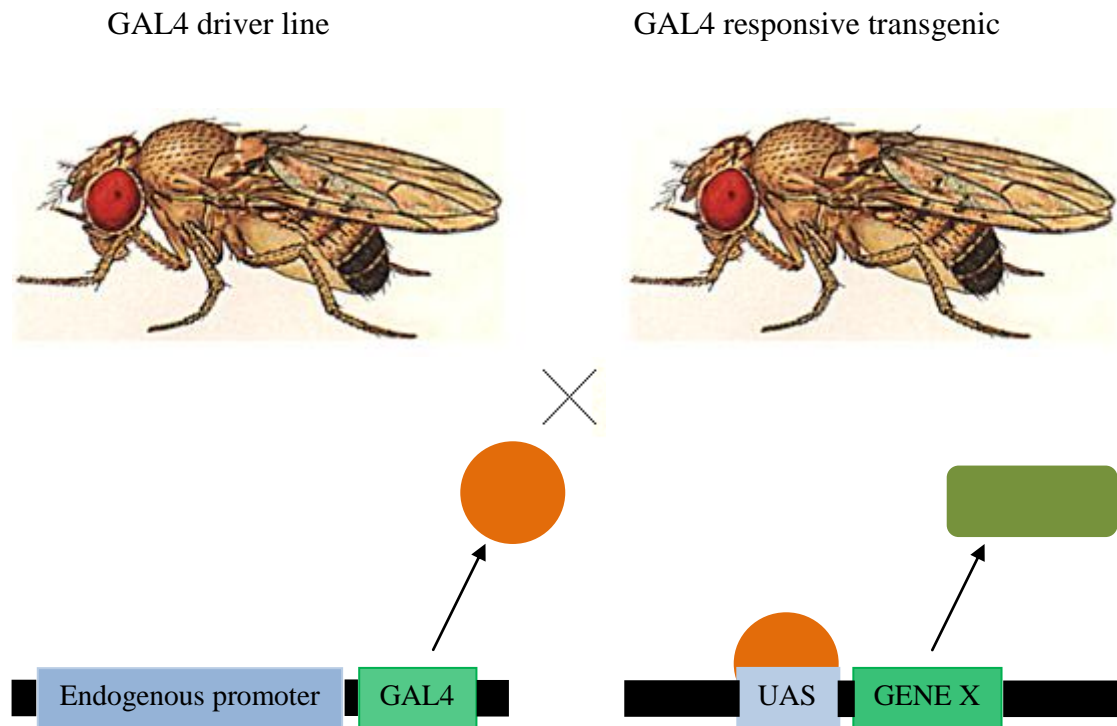 GAL4 driver line
GAL4 responsive transgenic
Endogenous promoter
GAL4
UAS
GENE X